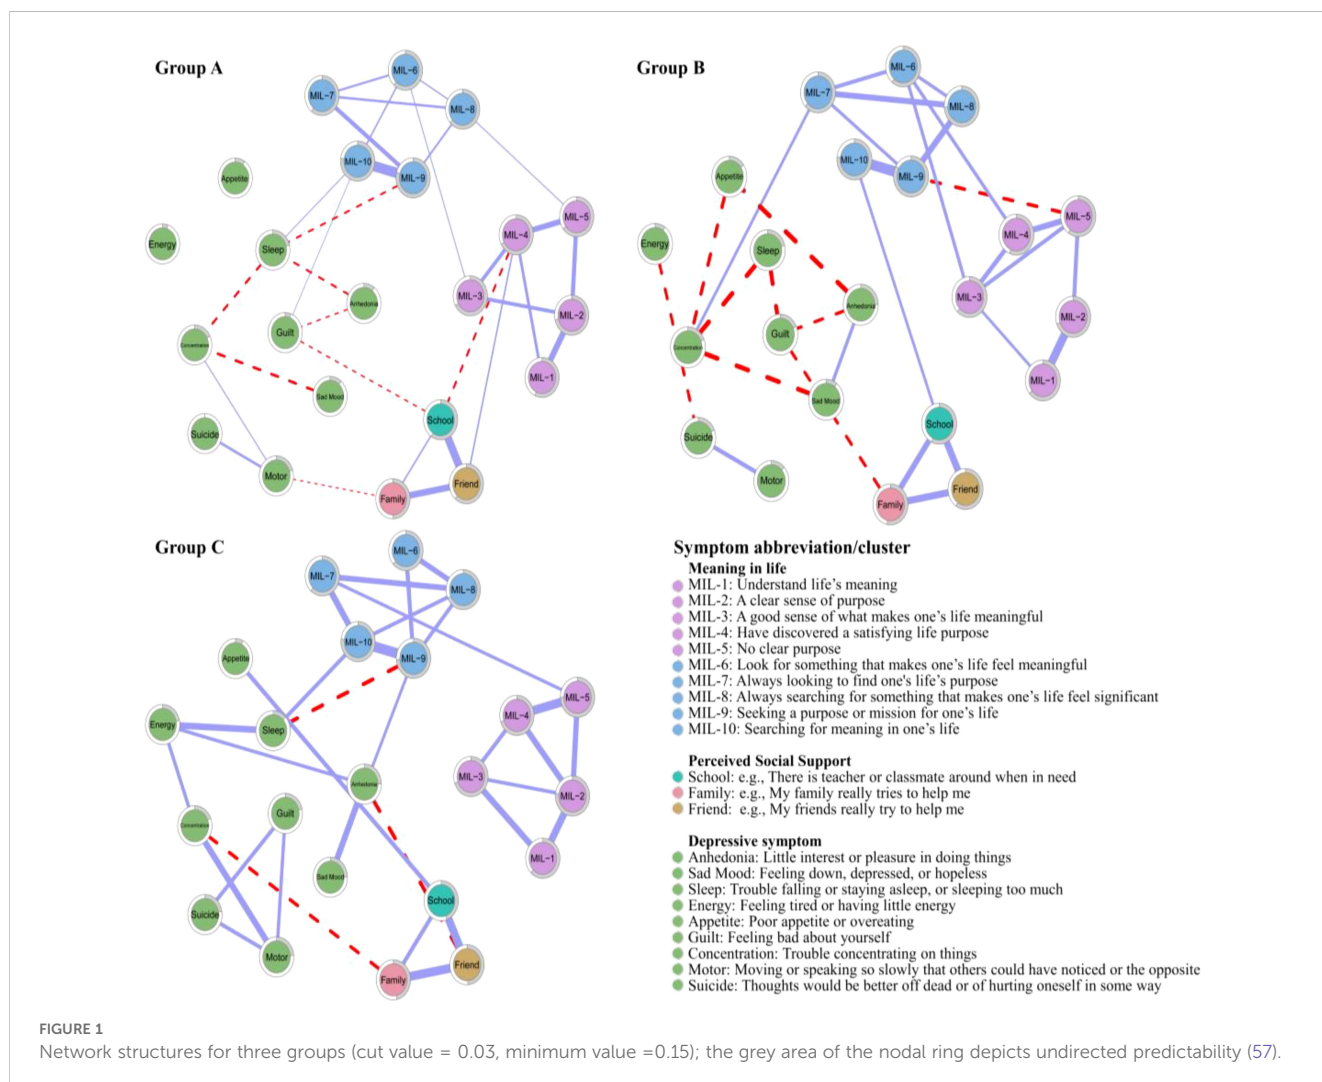 Group A
MIL-6
MIL-7
MIL-8
MIL-10
MIL-9
Appetite
MIL-5
MIL-4
Energy
Sleep
MIL-3
Anhedonia
MIL-2
Guilt
Concentration
MIL-1
Sad Mood
School
Suicide
Motor
Friend
Family
Group B
MIL-6
MIL-7
MIL-8
MIL-10
MIL-9
Appetite
MIL-5
MIL-4
Energy
Sleep
MIL-3
Anhedonia
MIL-2
Guilt
Concentration
MIL-1
Sad Mood
School
Suicide
Motor
Friend
Family
Group C
MIL-6
MIL-7
MIL-8
MIL-10
MIL-9
Appetite
MIL-5
MIL-4
Energy
Sleep
MIL-3
Anhedonia
MIL-2
Guilt
Concentration
MIL-1
Sad Mood
School
Suicide
Motor
Friend
Family
Symptom abbreviation/cluster
Meaning in life
MIL-1: Understand life's meaning
MIL-2: A clear sense of purpose
MIL-3: A good sense of what makes one's life meaningful
MIL-4: Have discovered a satisfying life purpose
MIL-5: No clear purpose
MIL-6: Look for something that makes one's life feel meaningful
MIL-7: Always looking to find one's life's purpose
MIL-8: Always searching for something that makes one's life feel significant
MIL-9: Seeking a purpose or mission for one's life
MIL-10: Searching for meaning in one's life
Perceived Social Support
School: e.g., There is teacher or classmate around when in need
Family: e.g., My family really tries to help me
Friend: e.g., My friends really try to help me
Depressive symptom
Anhedonia: Little interest or pleasure in doing things
Sad Mood: Feeling down, depressed, or hopeless
Sleep: Trouble falling or staying asleep, or sleeping too much
Energy: Feeling tired or having little energy
Appetite: Poor appetite or overeating
Guilt: Feeling bad about yourself
Concentration: Trouble concentrating on things
Motor: Moving or speaking so slowly that others could have noticed or the opposite
Suicide: Thoughts would be better off dead or of hurting oneself in some way
FIGURE 1
Network structures for three groups (cut value = 0.03, minimum value =0.15); the grey area of the nodal ring depicts undirected predictability (57).